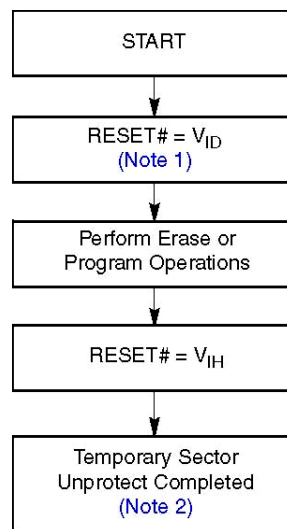 START
RESET# = VID
(Note 1)
Perform Erase or
Program Operations
RESET# = VIH
Temporary Sector
Unprotect Completed
(Note 2)